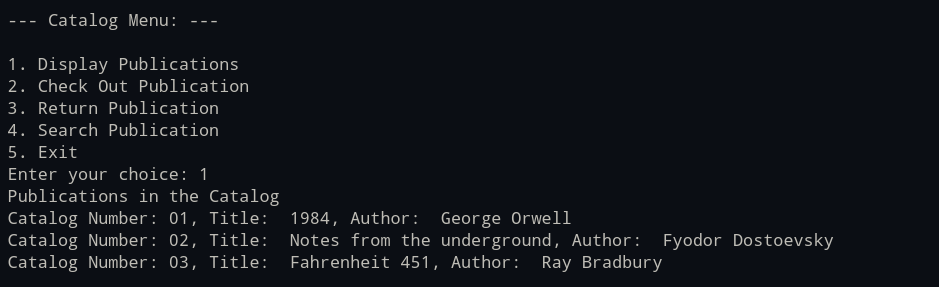 --- Catalog Menu: ---
1. Display Publications
2. Check Out Publication
3. Return Publication
4. Search Publication
5. Exit
Enter your choice: 1
Publications in the Catalog
Catalog Number: 01, Title:  1984, Author:  George Orwell
Catalog Number: 02, Title:  Notes from the underground, Author:  Fyodor Dostoevsky
Catalog Number: 03, Title:  Fahrenheit 451, Author:  Ray Bradbury